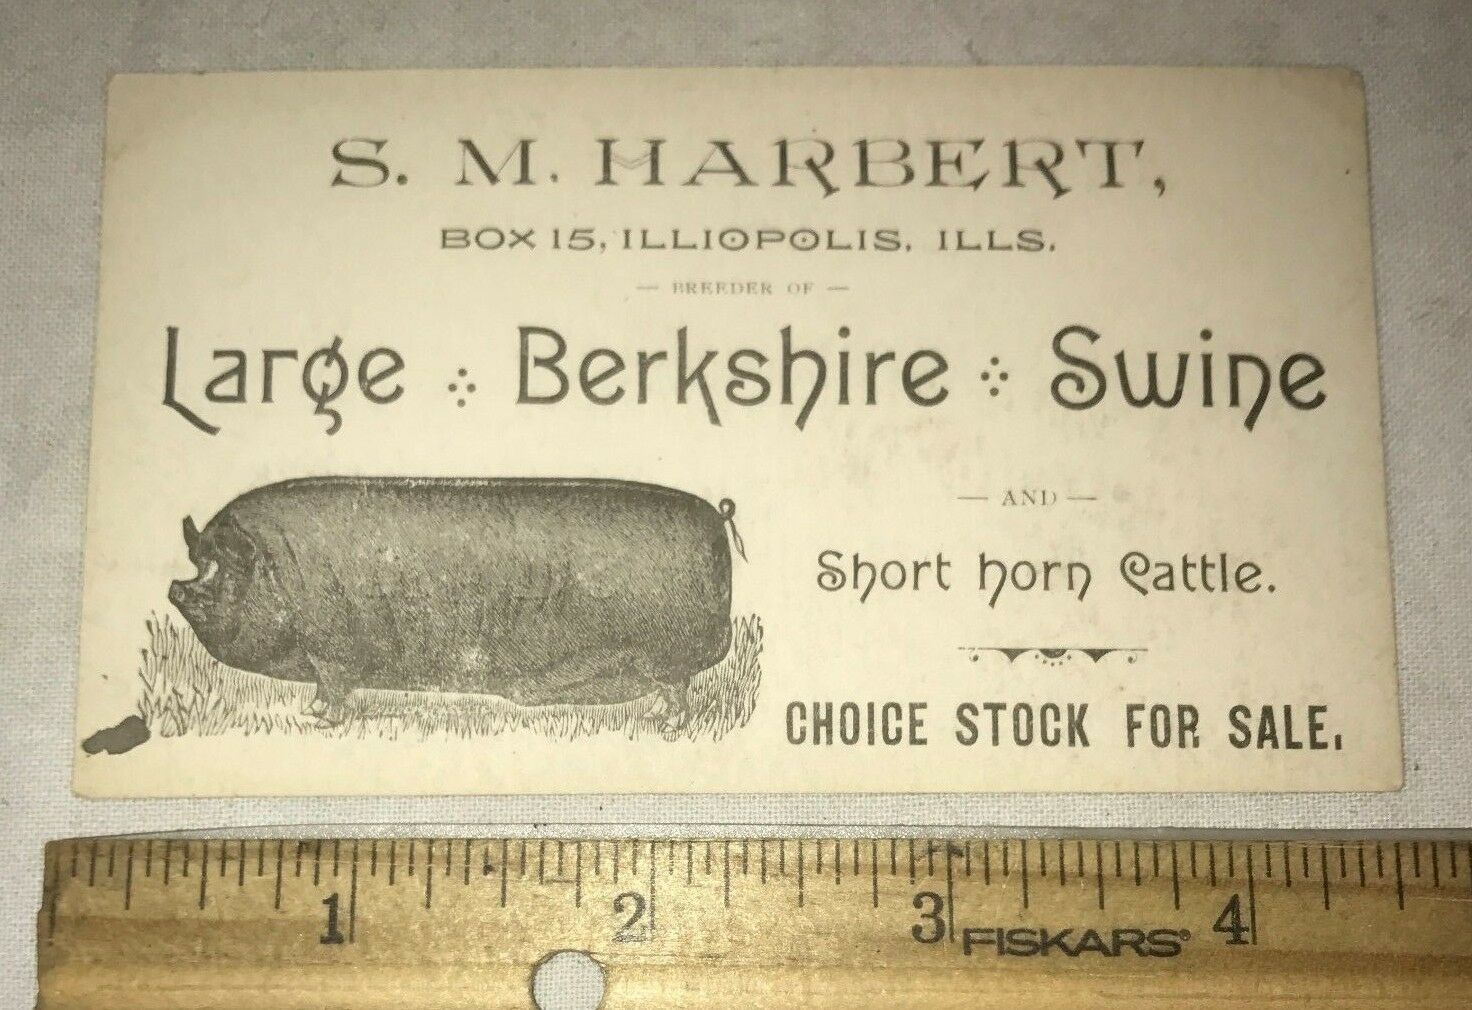 S. M. HARBERT,
BOX 15, ILLIOPOLIS, ILLS.
— BREEDER OF —
Large Berkshire Swine
— AND —
Short horn Cattle.
CHOICE STOCK FOR SALE.
1 2 3 4
FISKARS®